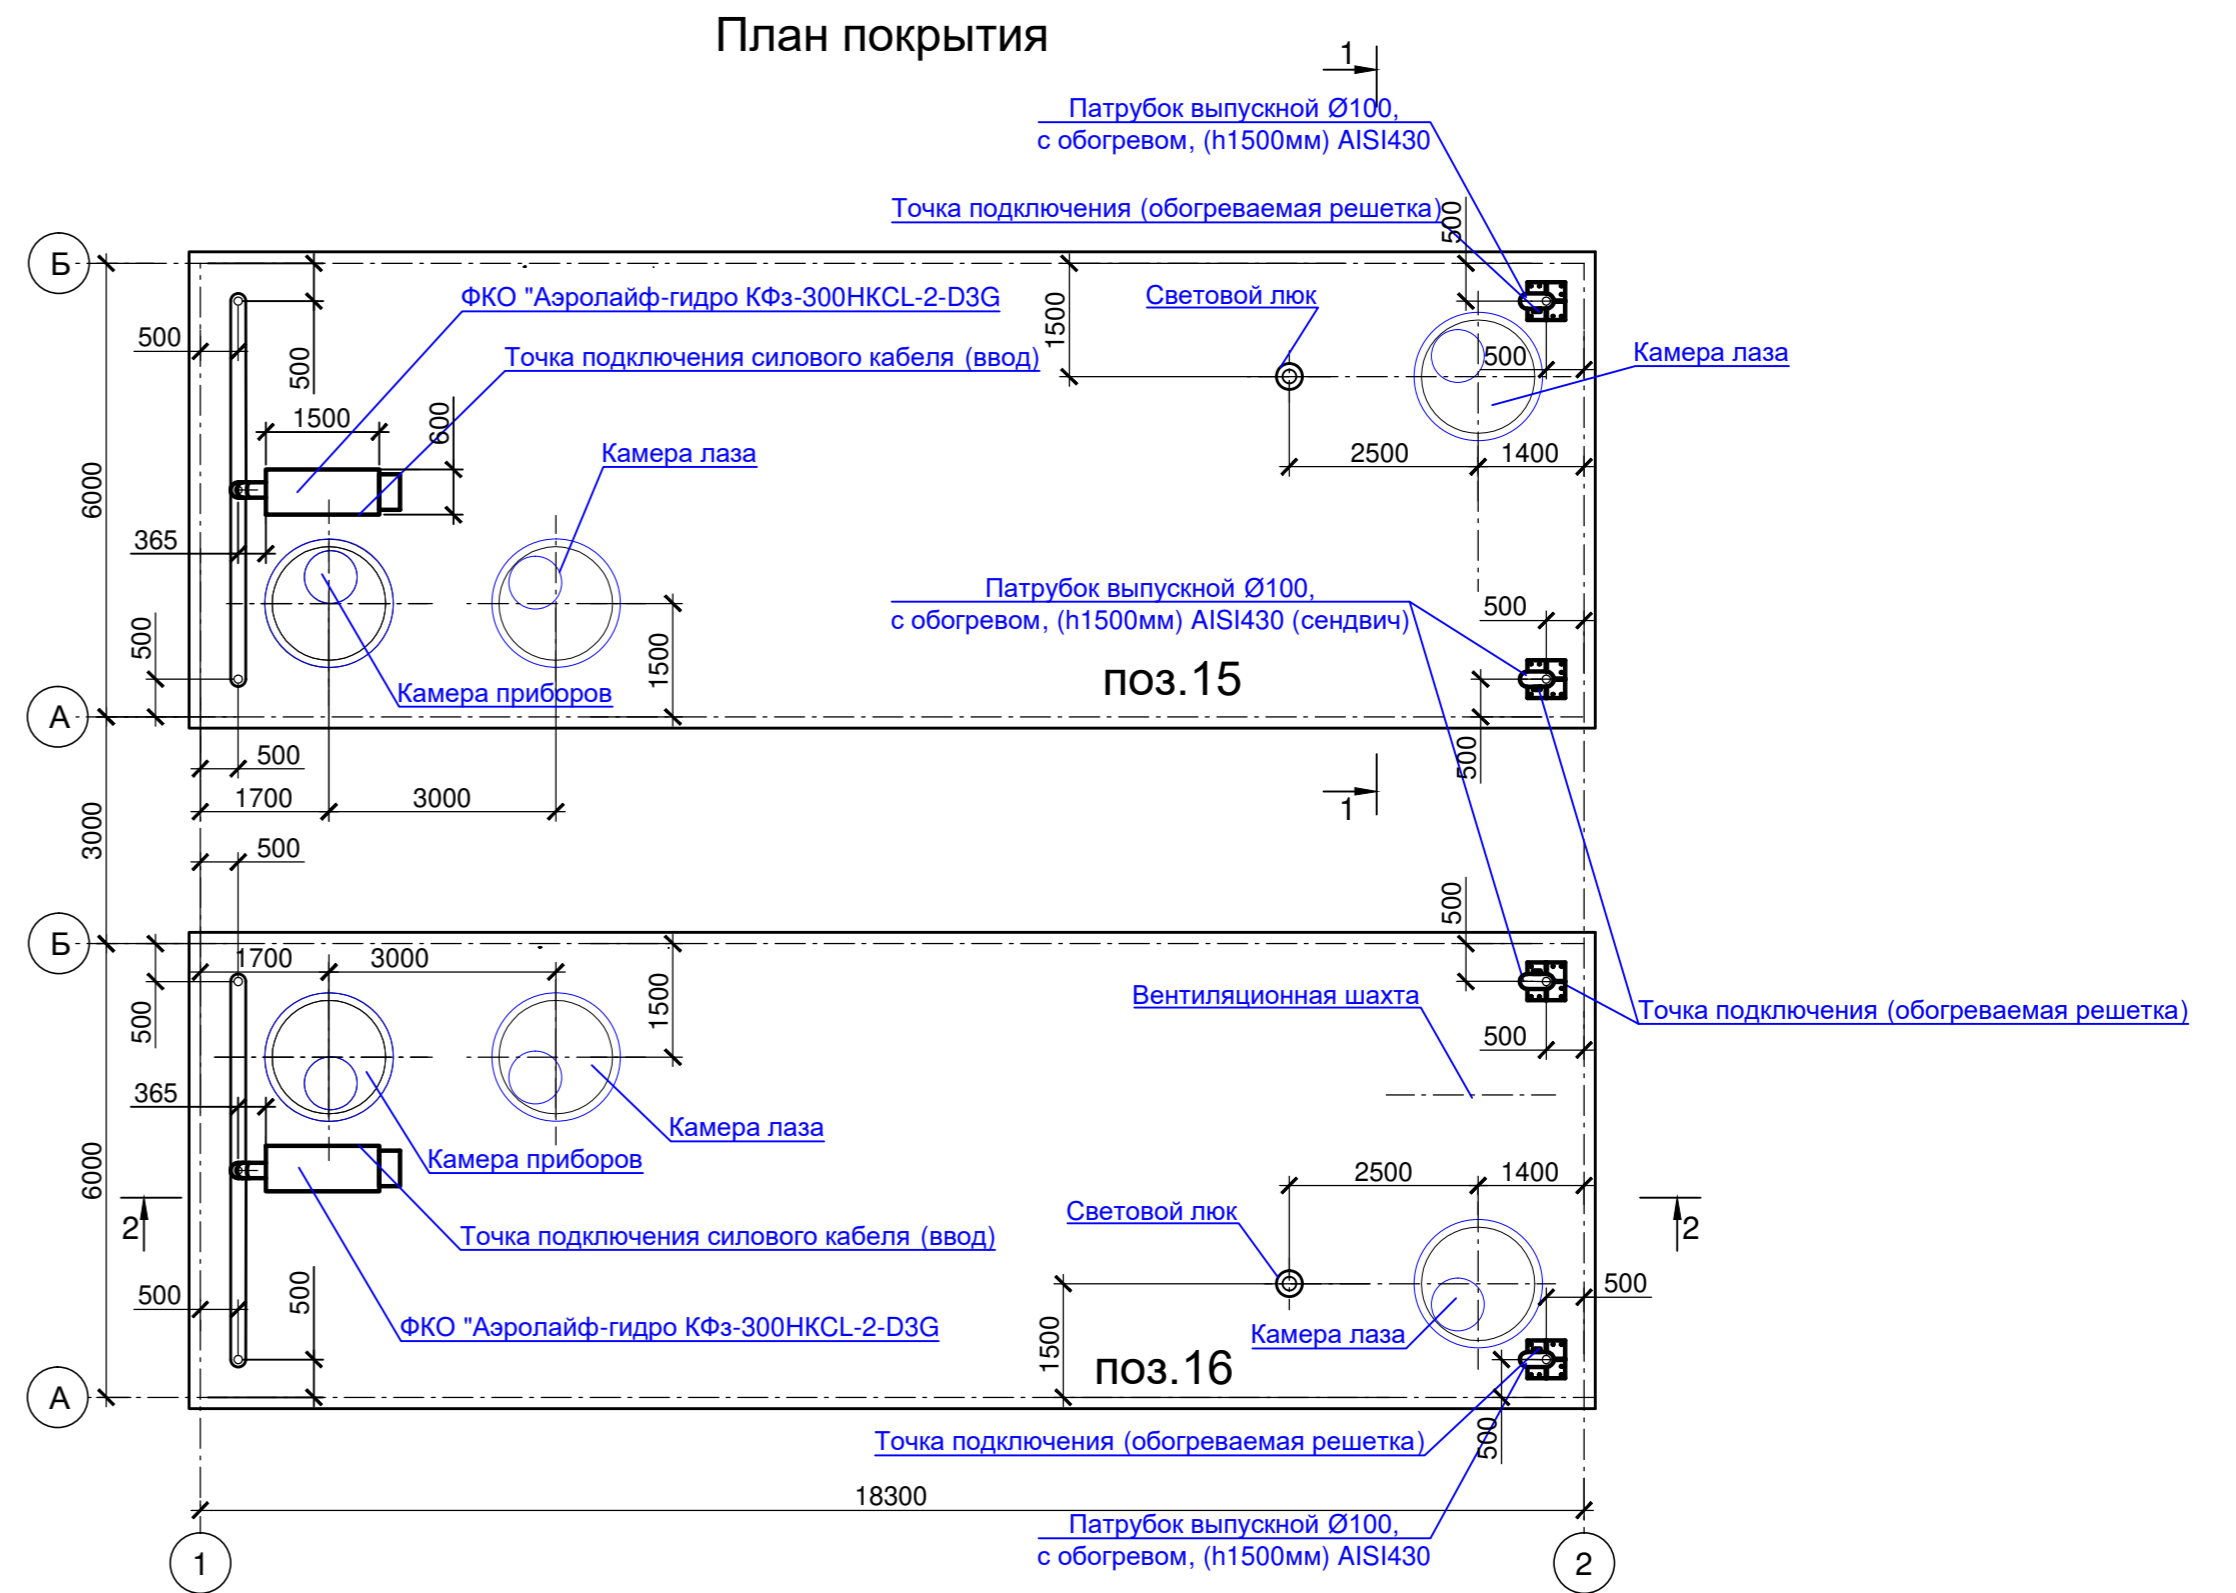 План покрытия
1
Патрубок выпускной Ø100,
с обогревом, (h1500мм) AISI430
Точка подключения (обогреваемая решетка)
500
Б
ФКО "Аэролайф-гидро КФз-300НКCL-2-D3G
Световой люк
1500
500
500
Точка подключения силового кабеля (ввод)
500
Камера лаза
1500
600
Камера лаза
2500
1400
6000
365
Патрубок выпускной Ø100,
с обогревом, (h1500мм) AISI430 (сендвич)
500
500
1500
поз.15
Камера приборов
А
500
500
1700
3000
1
3000
500
500
Б
1700
3000
1500
500
Вентиляционная шахта
Точка подключения (обогреваемая решетка)
500
365
Камера лаза
Камера приборов
6000
2500
1400
2
Световой люк
2
Точка подключения силового кабеля (ввод)
500
500
500
ФКО "Аэролайф-гидро КФз-300НКCL-2-D3G
1500
Камера лаза
поз.16
А
Точка подключения (обогреваемая решетка)
500
18300
Патрубок выпускной Ø100,
с обогревом, (h1500мм) AISI430
1
2